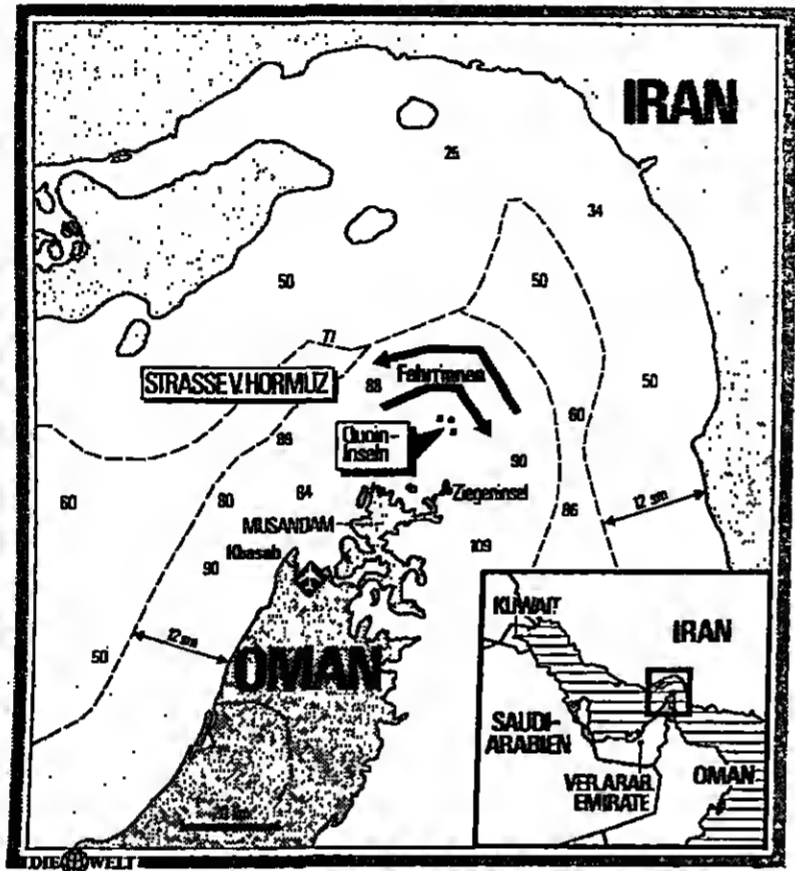 IRAN
25
34
50
50
77
STRASSE V. HORMUZ
88
Fahrrinnen
50
89
Quoin-
Inseln
60
90
60
80
84
Ziegeninsel
86
12 sm
MUSANDAM
109
Khasab
90
12 sm
50
OMAN
KUWAIT
IRAN
SAUDI-
ARABIEN
VER. ARAB.
EMIRATE
OMAN
DIE WELT